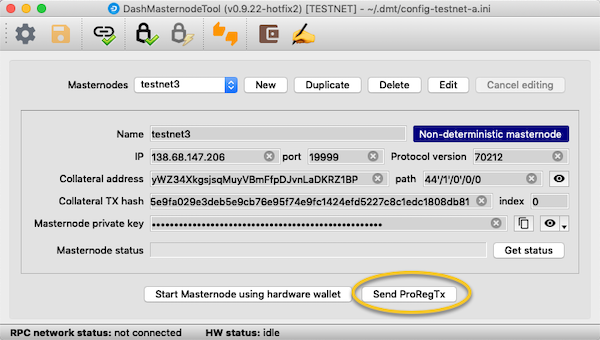 DashMasternodeTool (v0.9.22-hotfix2) [TESTNET] - ~/.dmt/config-testnet-a.ini
Masternodes testnet3 New Duplicate Delete Edit Cancel editing
Name testnet3 Non-deterministic masternode
IP 138.68.147.206 port 19999 Protocol version 70212
Collateral address yWZ34XkgsjsqMuyVBmFfpDJvnLaDKRZ1BP path 44'/1'/0'/0/0
Collateral TX hash 5e9fa029e3deb5e9cb76e95f74e9fc1424efd5227c8c1edc1808db81 index 0
Masternode private key ••••••••••••••••••••••••••••••••••••••••••••••••••••
Masternode status Get status
Start Masternode using hardware wallet Send ProRegTx
RPC network status: not connected HW status: idle